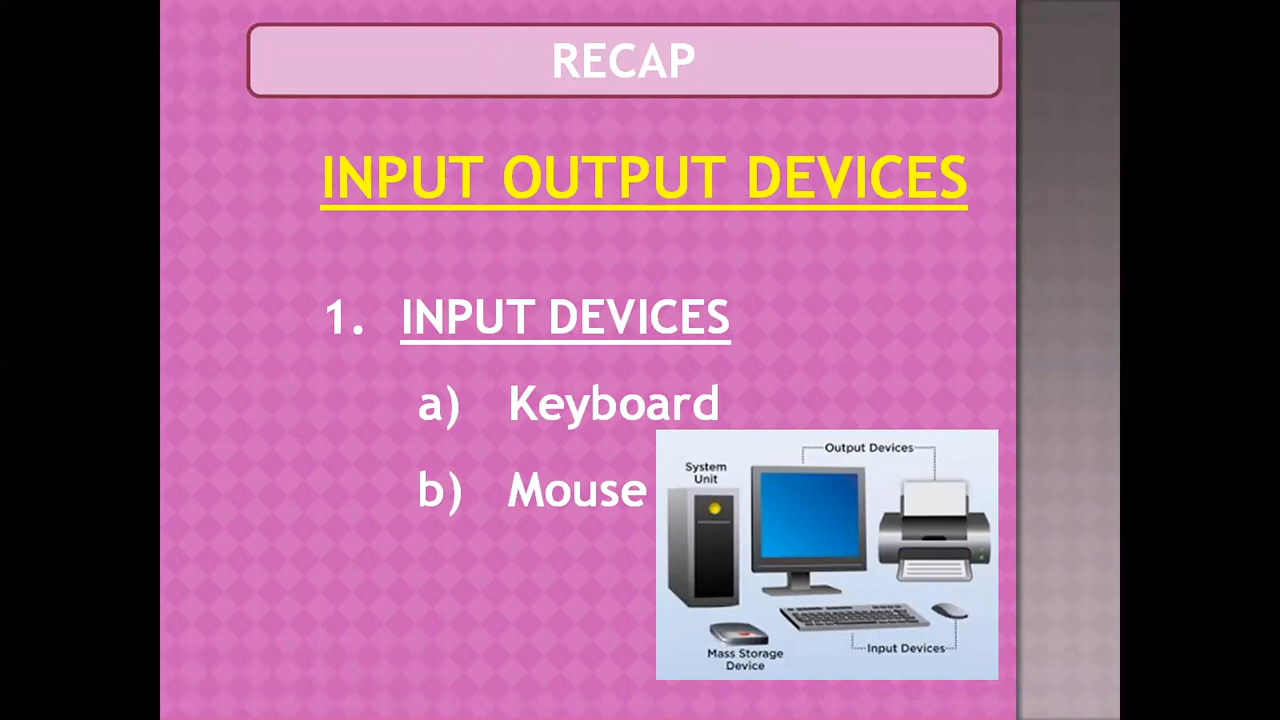 RECAP
INPUT OUTPUT DEVICES
1. INPUT DEVICES
a) Keyboard
b) Mouse
Output Devices
System
Unit
Mass Storage
Device
Input Devices